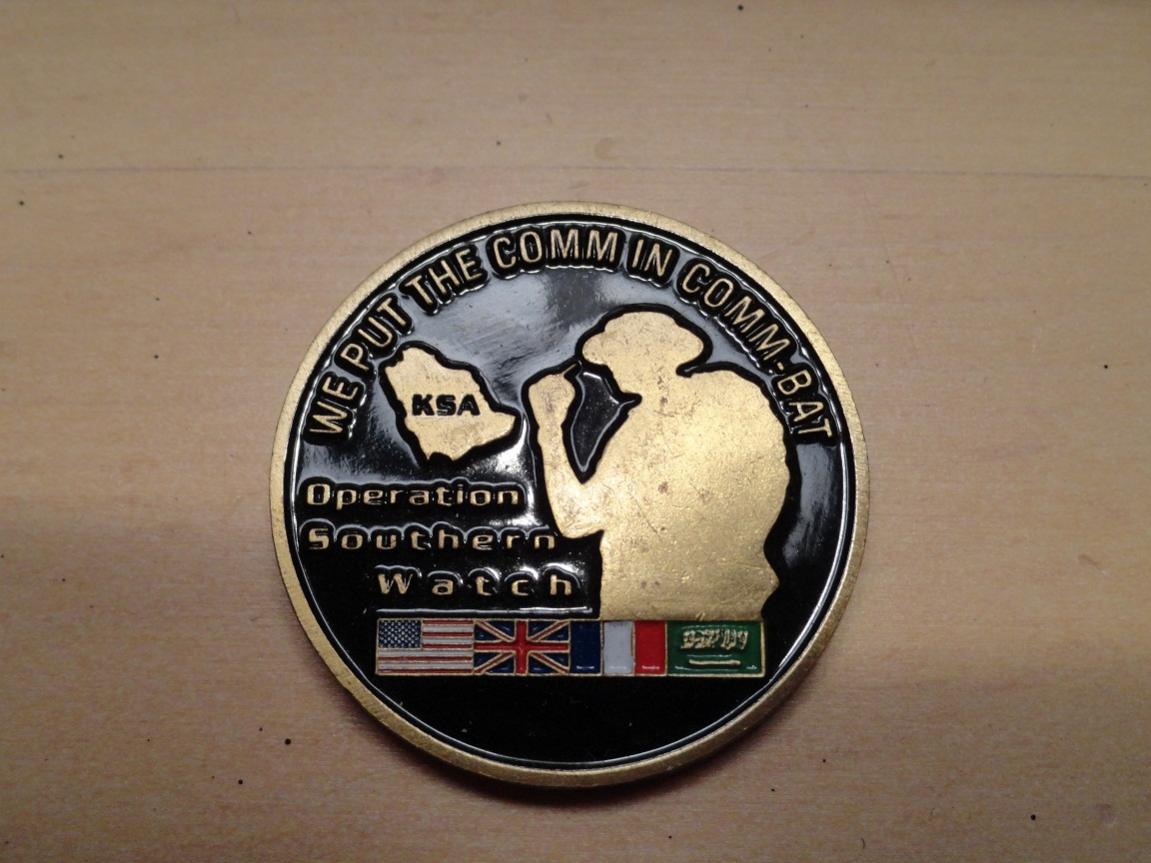 WE PUT THE COMM IN COMM-BAT
KSA
Operation
Southern
Watch